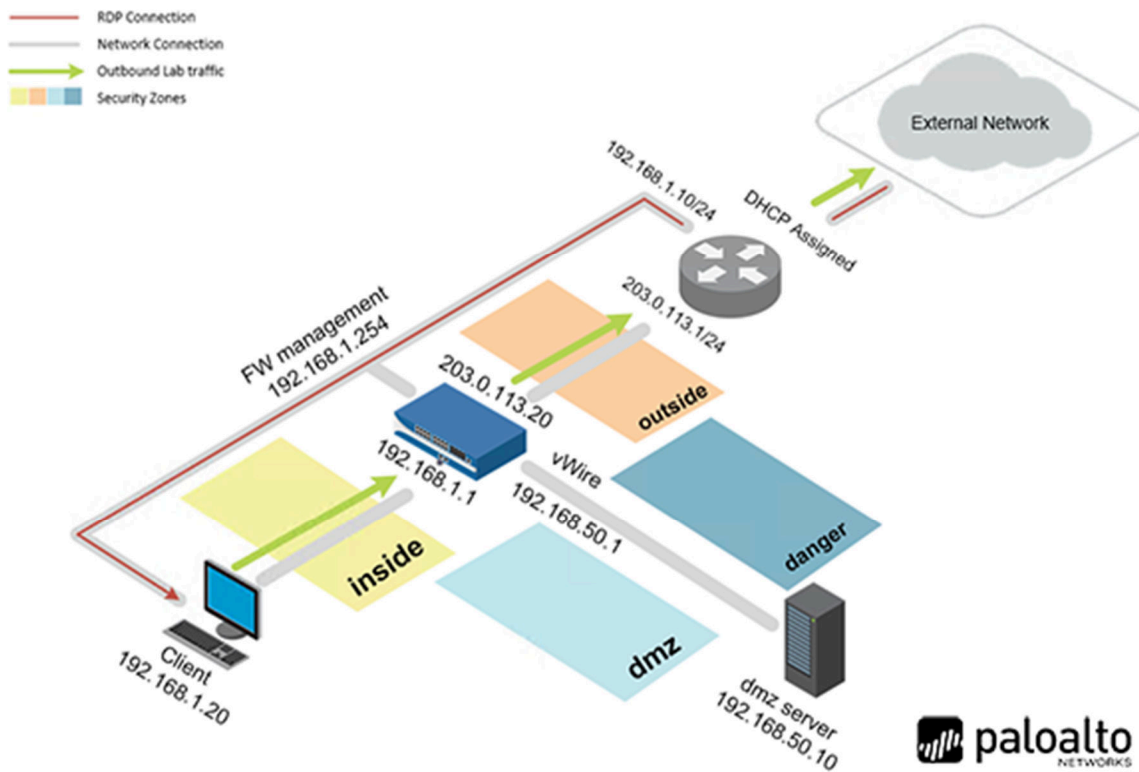 RDP Connection
Network Connection
Outbound Lab traffic
Security Zones
External Network
192.168.1.10/24
DHCP Assigned
203.0.113.1/24
FW management
192.168.1.254
203.0.113.20
outside
192.168.1.1
vWire
192.168.50.1
danger
inside
dmz
Client
192.168.1.20
dmz server
192.168.50.10
paloalto
NETWORKS